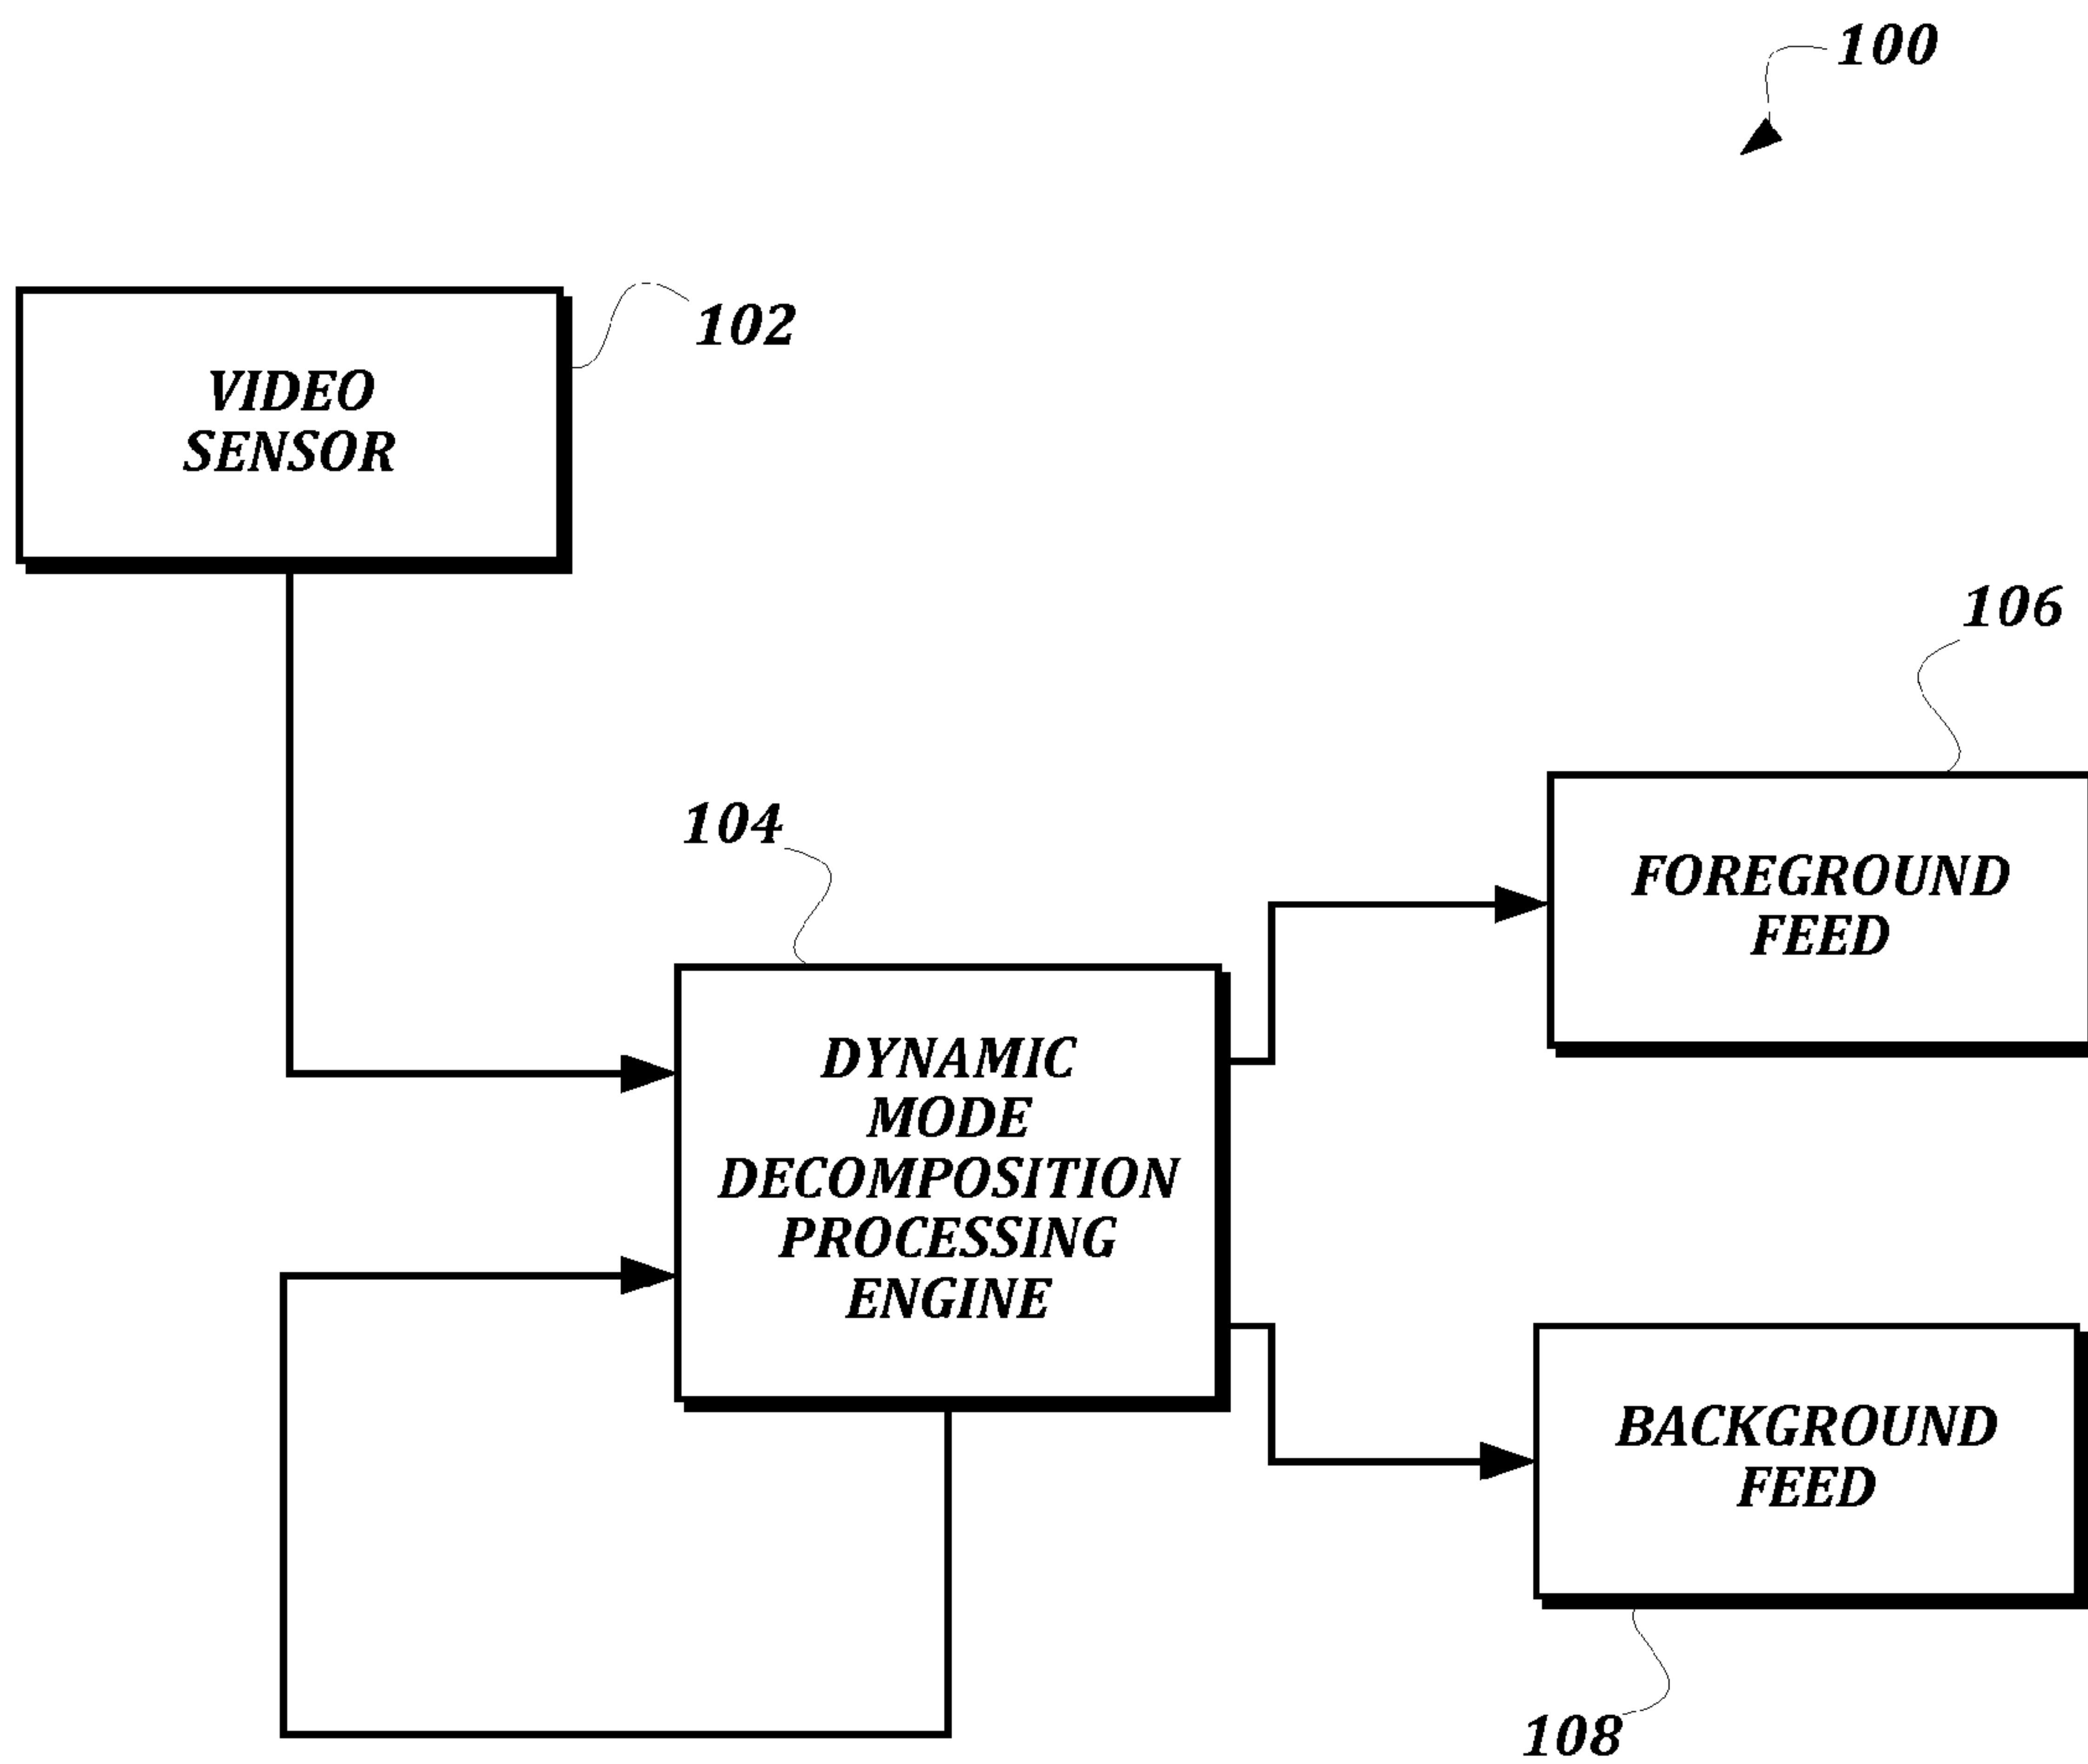 100
102
VIDEO
SENSOR
106
104
FOREGROUND
FEED
DYNAMIC
MODE
DECOMPOSITION
PROCESSING
ENGINE
BACKGROUND
FEED
108